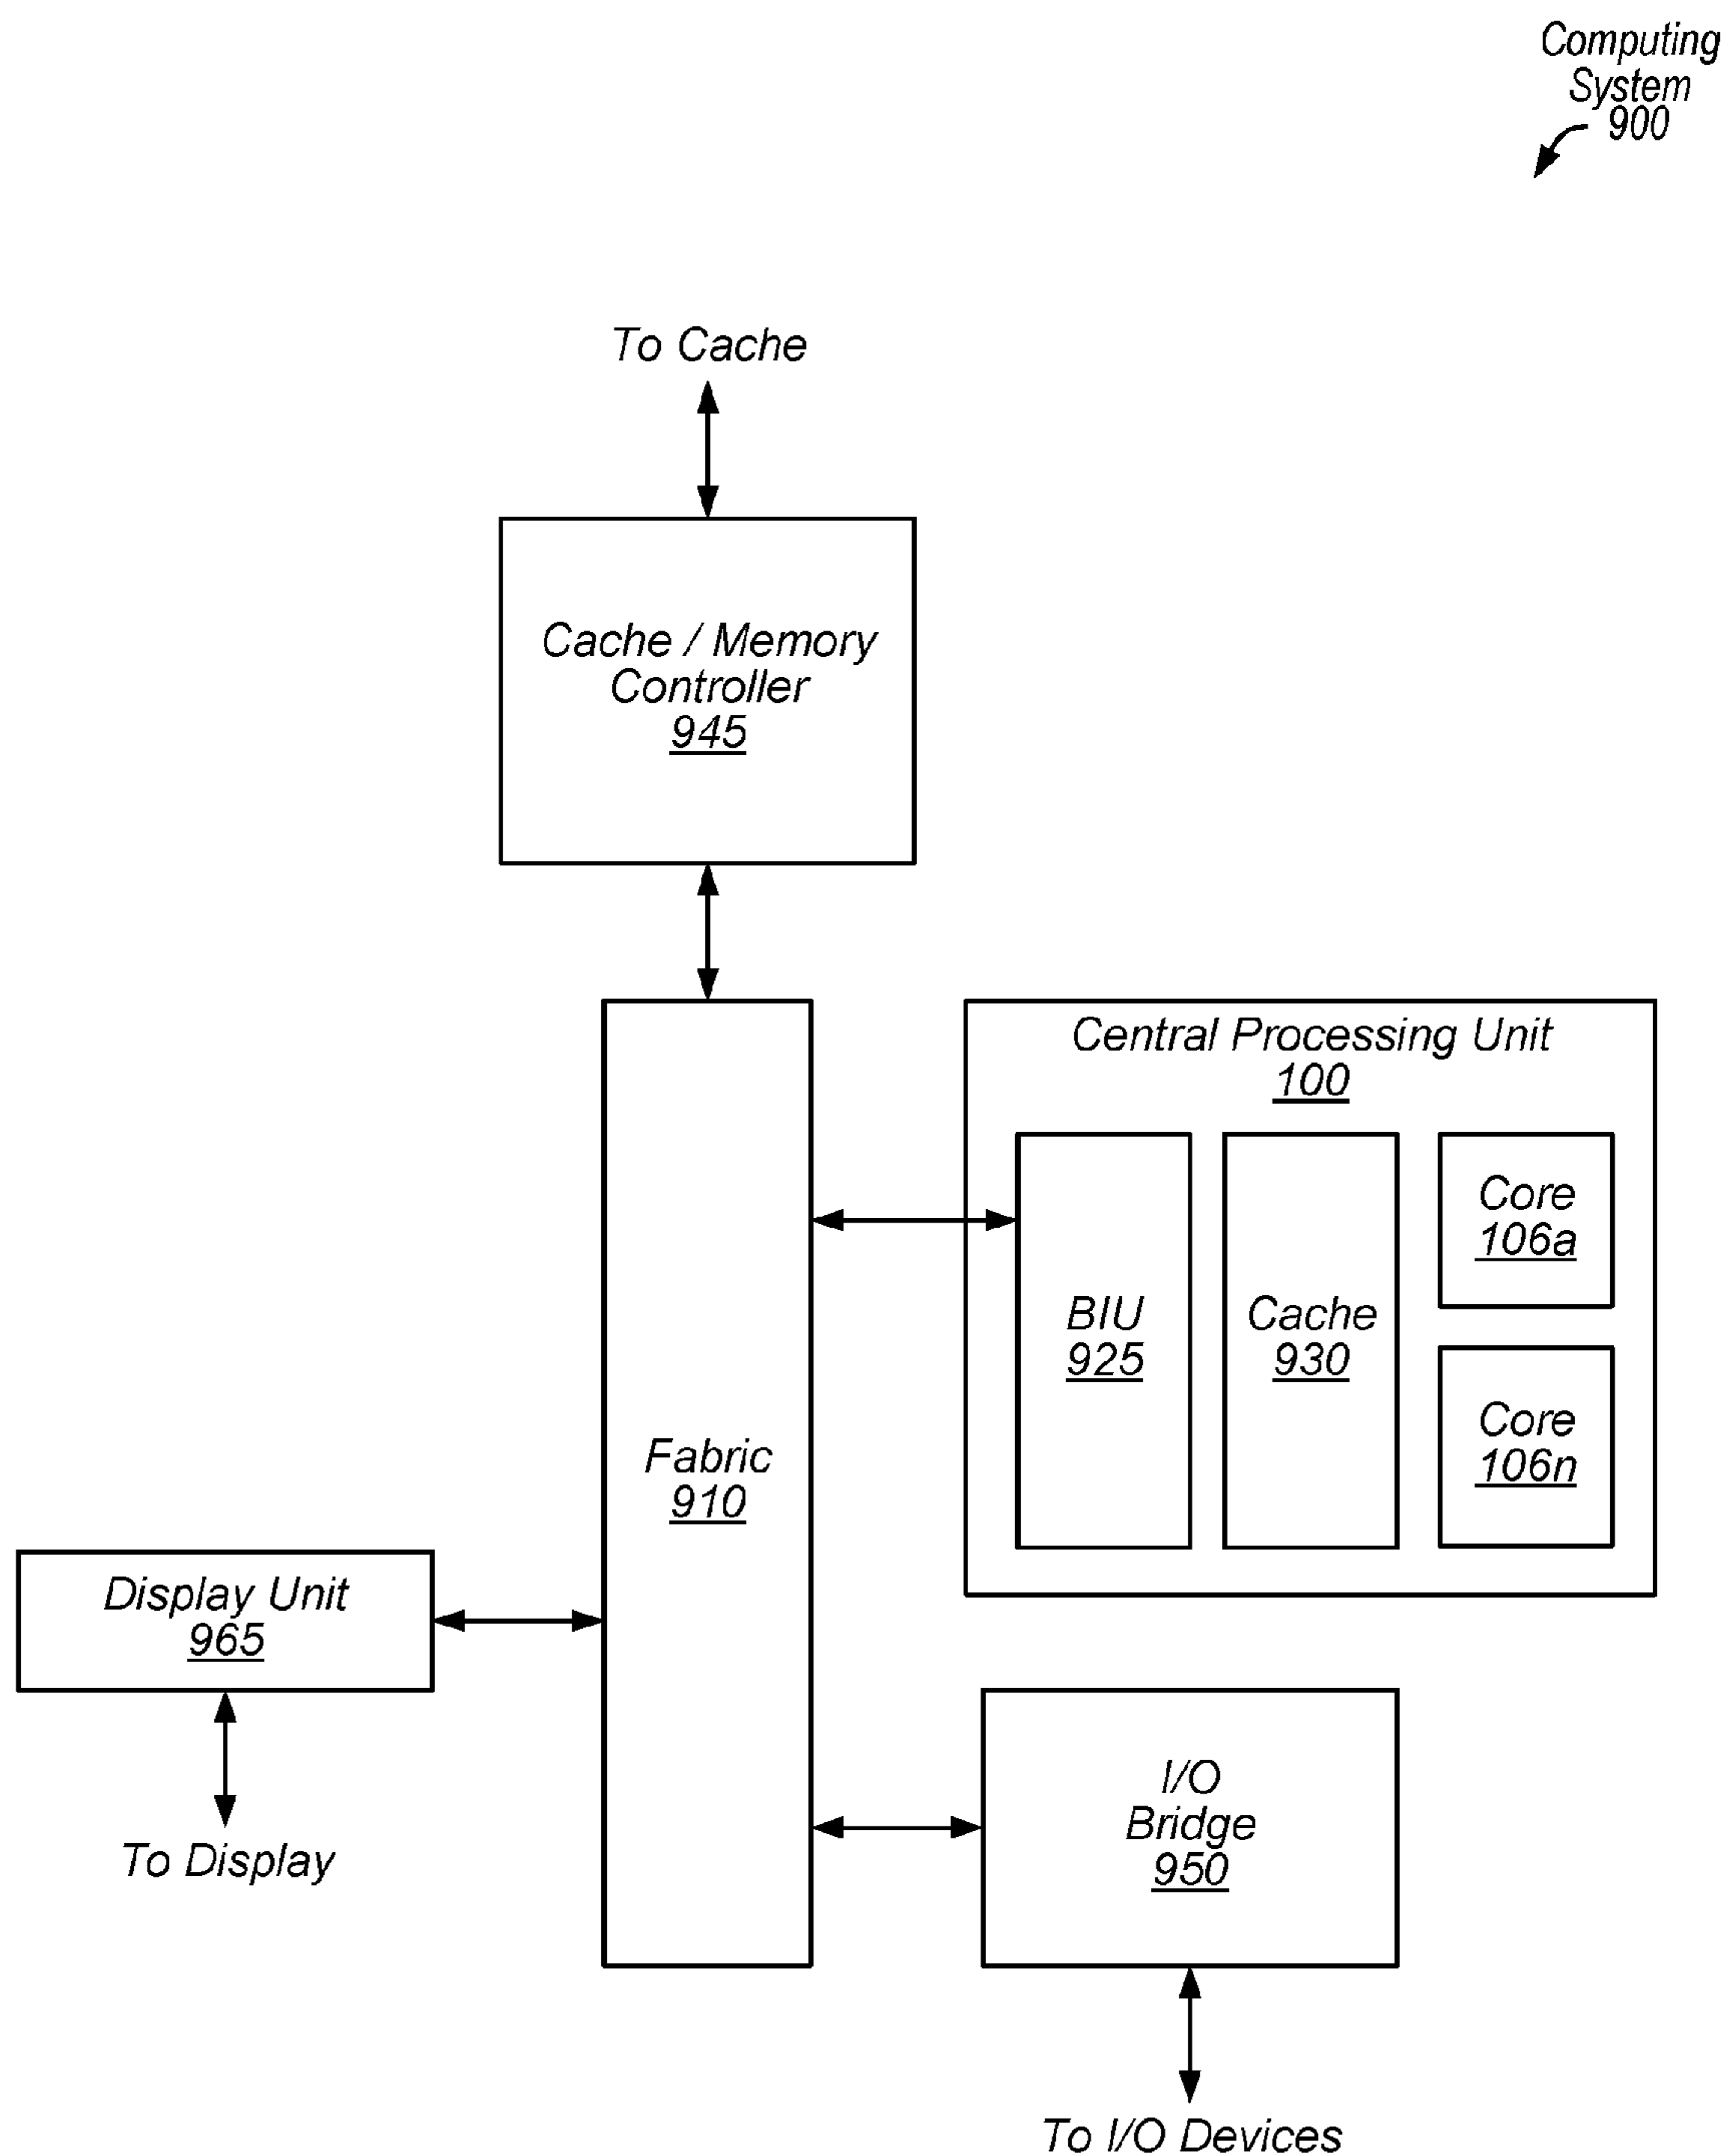 Computing
System
900
To Cache
Cache / Memory
Controller
945
Central Processing Unit
100
Core
106a
BIU
925
Cache
930
Core
106n
Fabric
910
Display Unit
965
To Display
I/O
Bridge
950
To I/O Devices